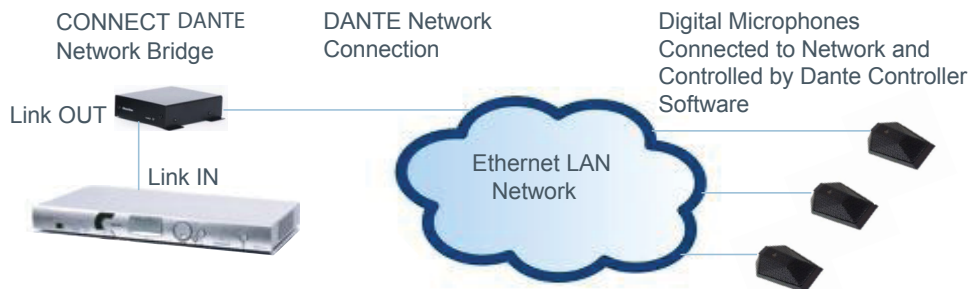 CONNECT DANTE
Network Bridge
DANTE Network
Connection
Digital Microphones
Connected to Network and
Controlled by Dante Controller
Software
Link OUT
Link IN
Ethernet LAN
Network